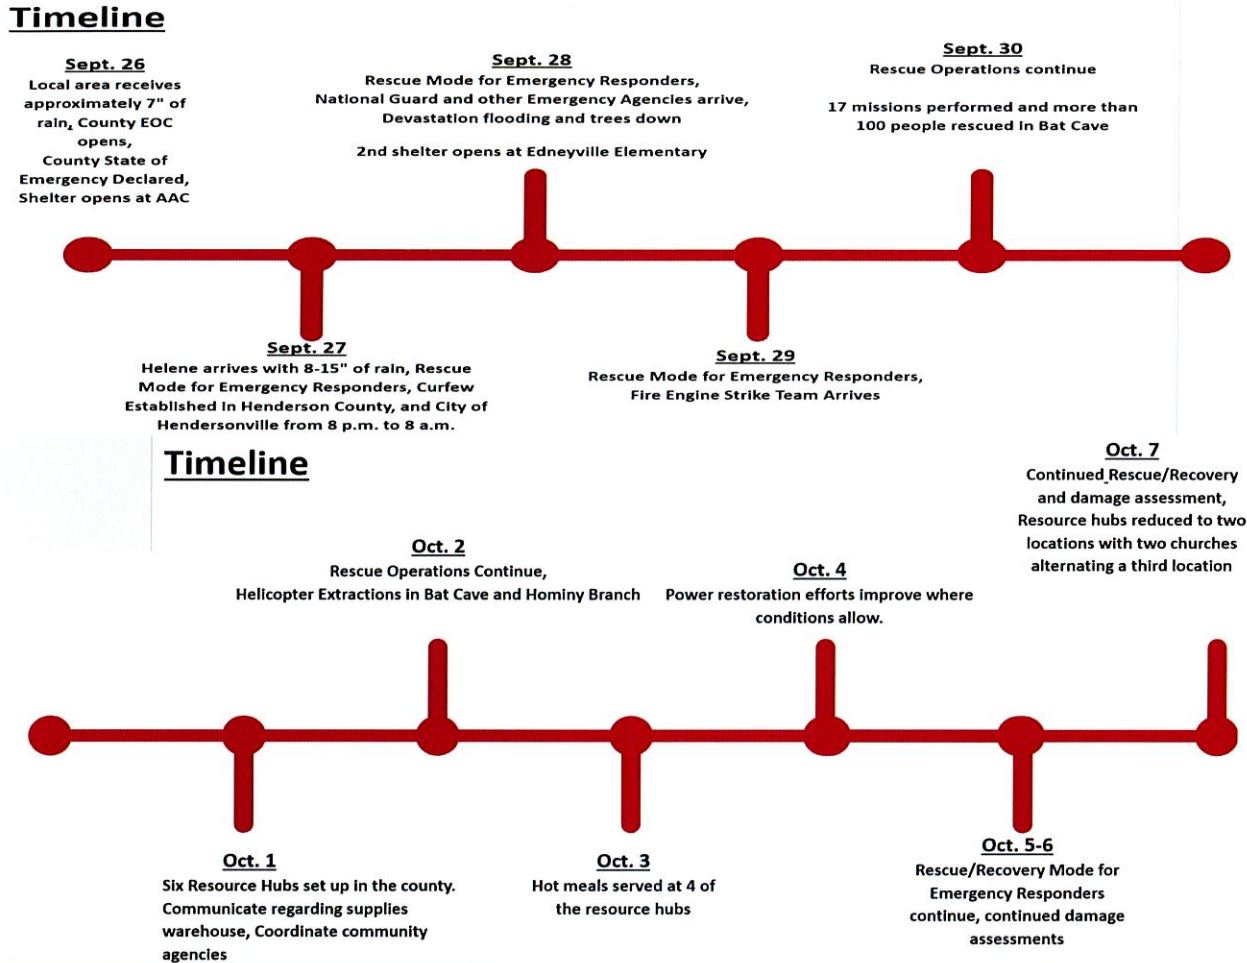 Timeline
Sept. 26
Local area receives
approximately 7" of
rain, County EOC
opens,
County State of
Emergency Declared,
Shelter opens at AAC
Sept. 28
Rescue Mode for Emergency Responders,
National Guard and other Emergency Agencies arrive,
Devastation flooding and trees down
2nd shelter opens at Edneyville Elementary
Sept. 30
Rescue Operations continue
17 missions performed and more than
100 people rescued in Bat Cave
Sept. 27
Helene arrives with 8-15" of rain, Rescue
Mode for Emergency Responders, Curfew
Established in Henderson County, and City of
Hendersonville from 8 p.m. to 8 a.m.
Sept. 29
Rescue Mode for Emergency Responders,
Fire Engine Strike Team Arrives
Timeline
Oct. 2
Rescue Operations Continue,
Helicopter Extractions in Bat Cave and Hominy Branch
Oct. 4
Power restoration efforts improve where
conditions allow.
Oct. 7
Continued Rescue/Recovery
and damage assessment,
Resource hubs reduced to two
locations with two churches
alternating a third location
Oct. 1
Six Resource Hubs set up in the county.
Communicate regarding supplies
warehouse, Coordinate community
agencies
Oct. 3
Hot meals served at 4 of
the resource hubs
Oct. 5-6
Rescue/Recovery Mode for
Emergency Responders
continue, continued damage
assessments